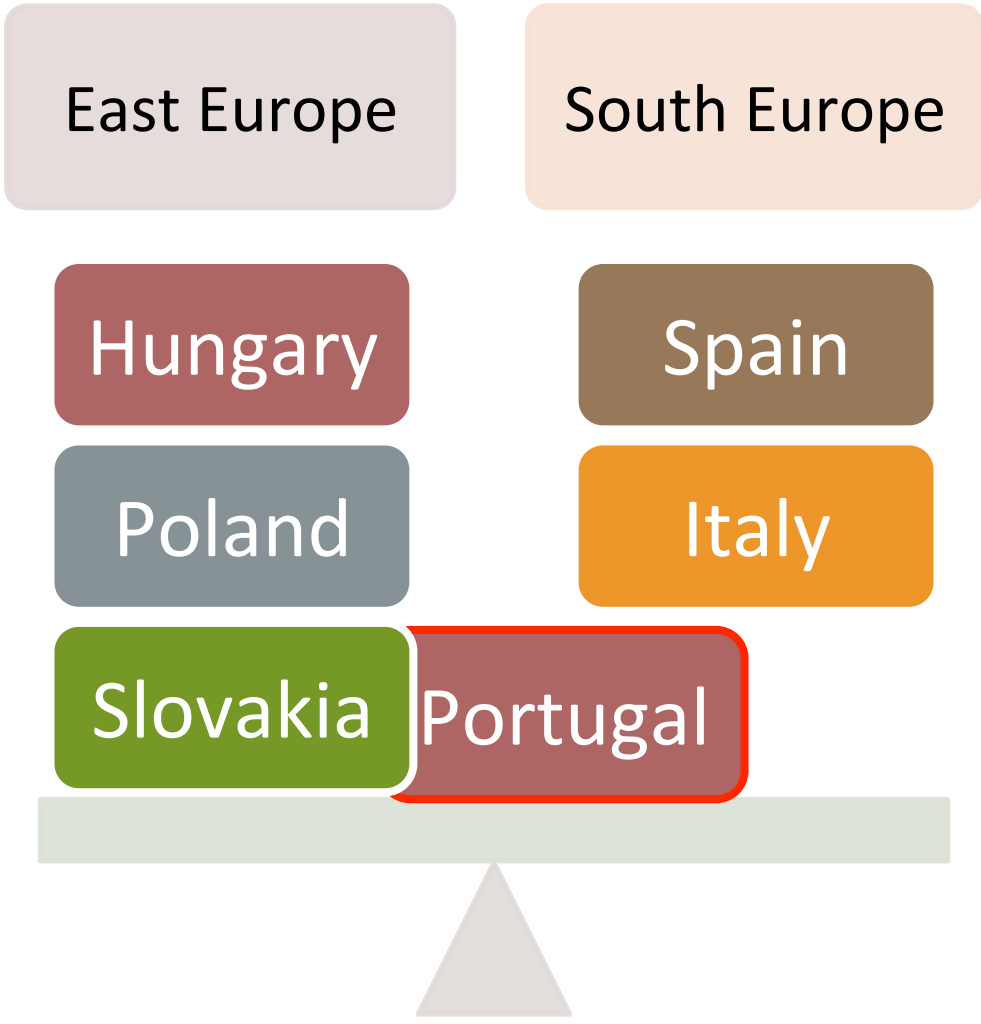 East Europe
South Europe
Hungary
Spain
Poland
Italy
Slovakia
Portugal